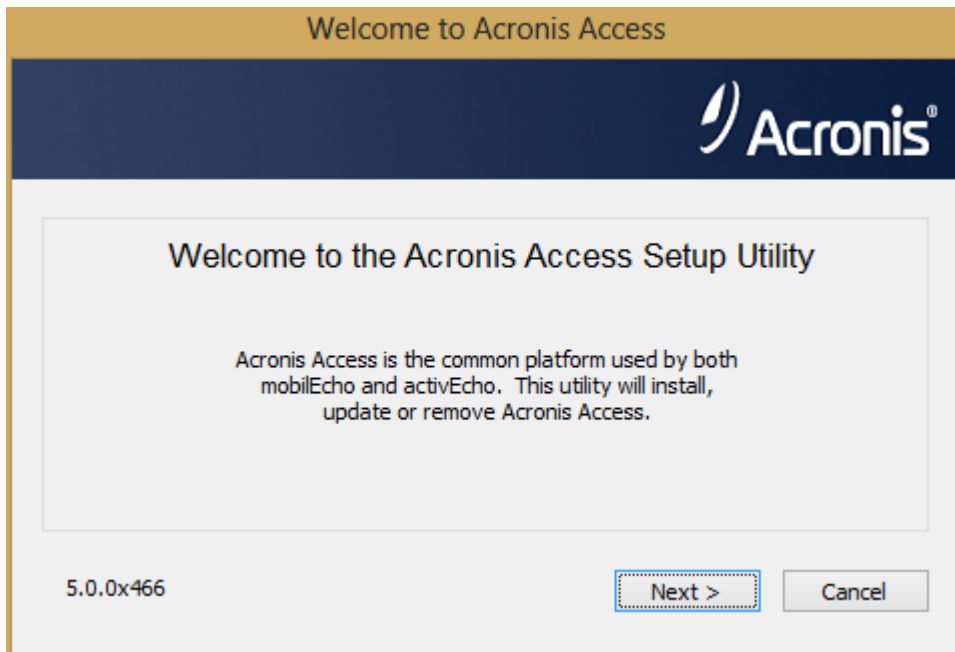 Welcome to Acronis Access
Acronis®
Welcome to the Acronis Access Setup Utility
Acronis Access is the common platform used by both
mobilEcho and activEcho.  This utility will install,
update or remove Acronis Access.
5.0.0x466
Next >
Cancel